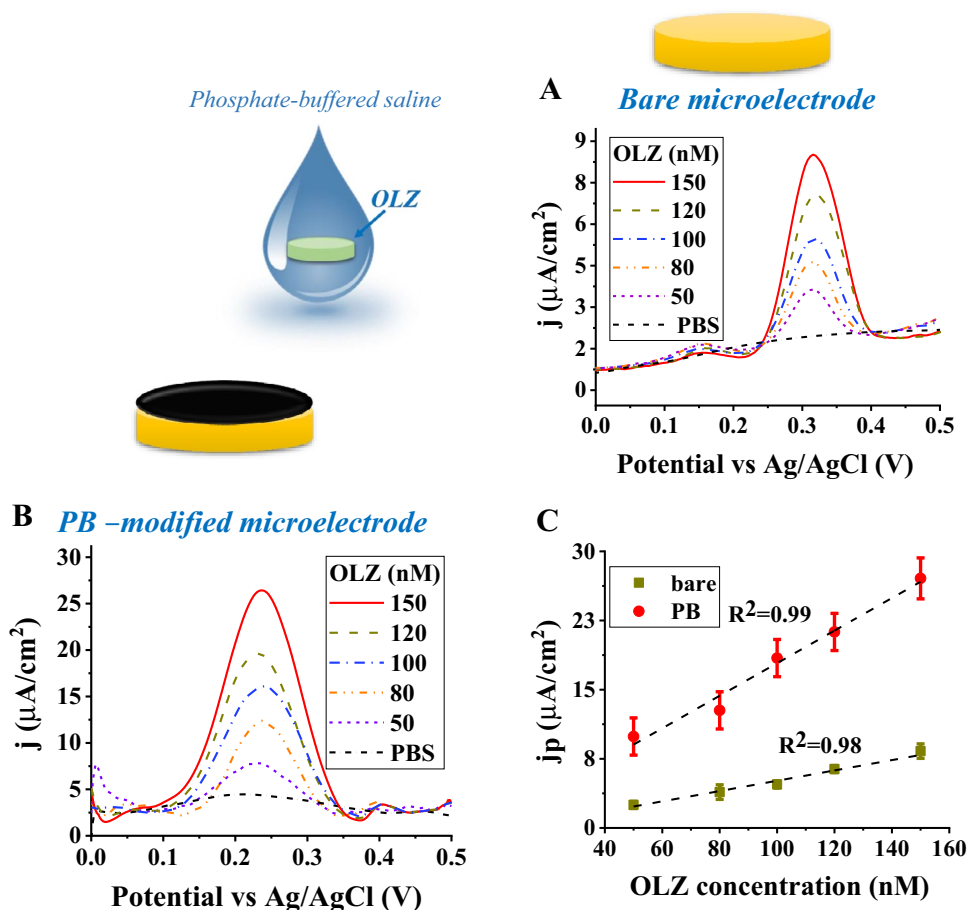 Phosphate-buffered saline
OLZ
A
Bare microelectrode
OLZ (nM)
150
120
100
80
50
PBS
9
8
6
5
3
2
0
j (μA/cm²)
0.0 0.1 0.2 0.3 0.4 0.5
Potential vs Ag/AgCl (V)
B
PB –modified microelectrode
OLZ (nM)
150
120
100
80
50
PBS
30
25
20
15
10
5
0
j (μA/cm²)
0.0 0.1 0.2 0.3 0.4 0.5
Potential vs Ag/AgCl (V)
C
bare
PB
R²=0.99
R²=0.98
30
23
15
8
0
jp (μA/cm²)
40 60 80 100 120 140 160
OLZ concentration (nM)